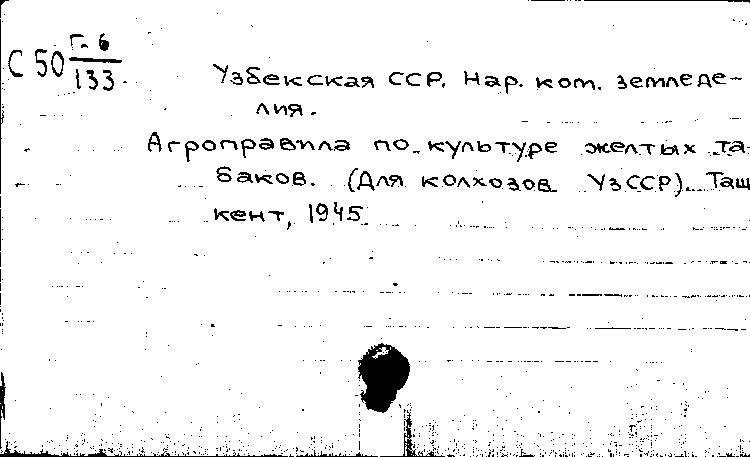 С 50 Г-6
133
Узбекская ССР. Нар. ком. земледе-
лия.
Агроправила по культуре желтых та-
баков. (Для колхозов УзССР). Таш
кент, 1945